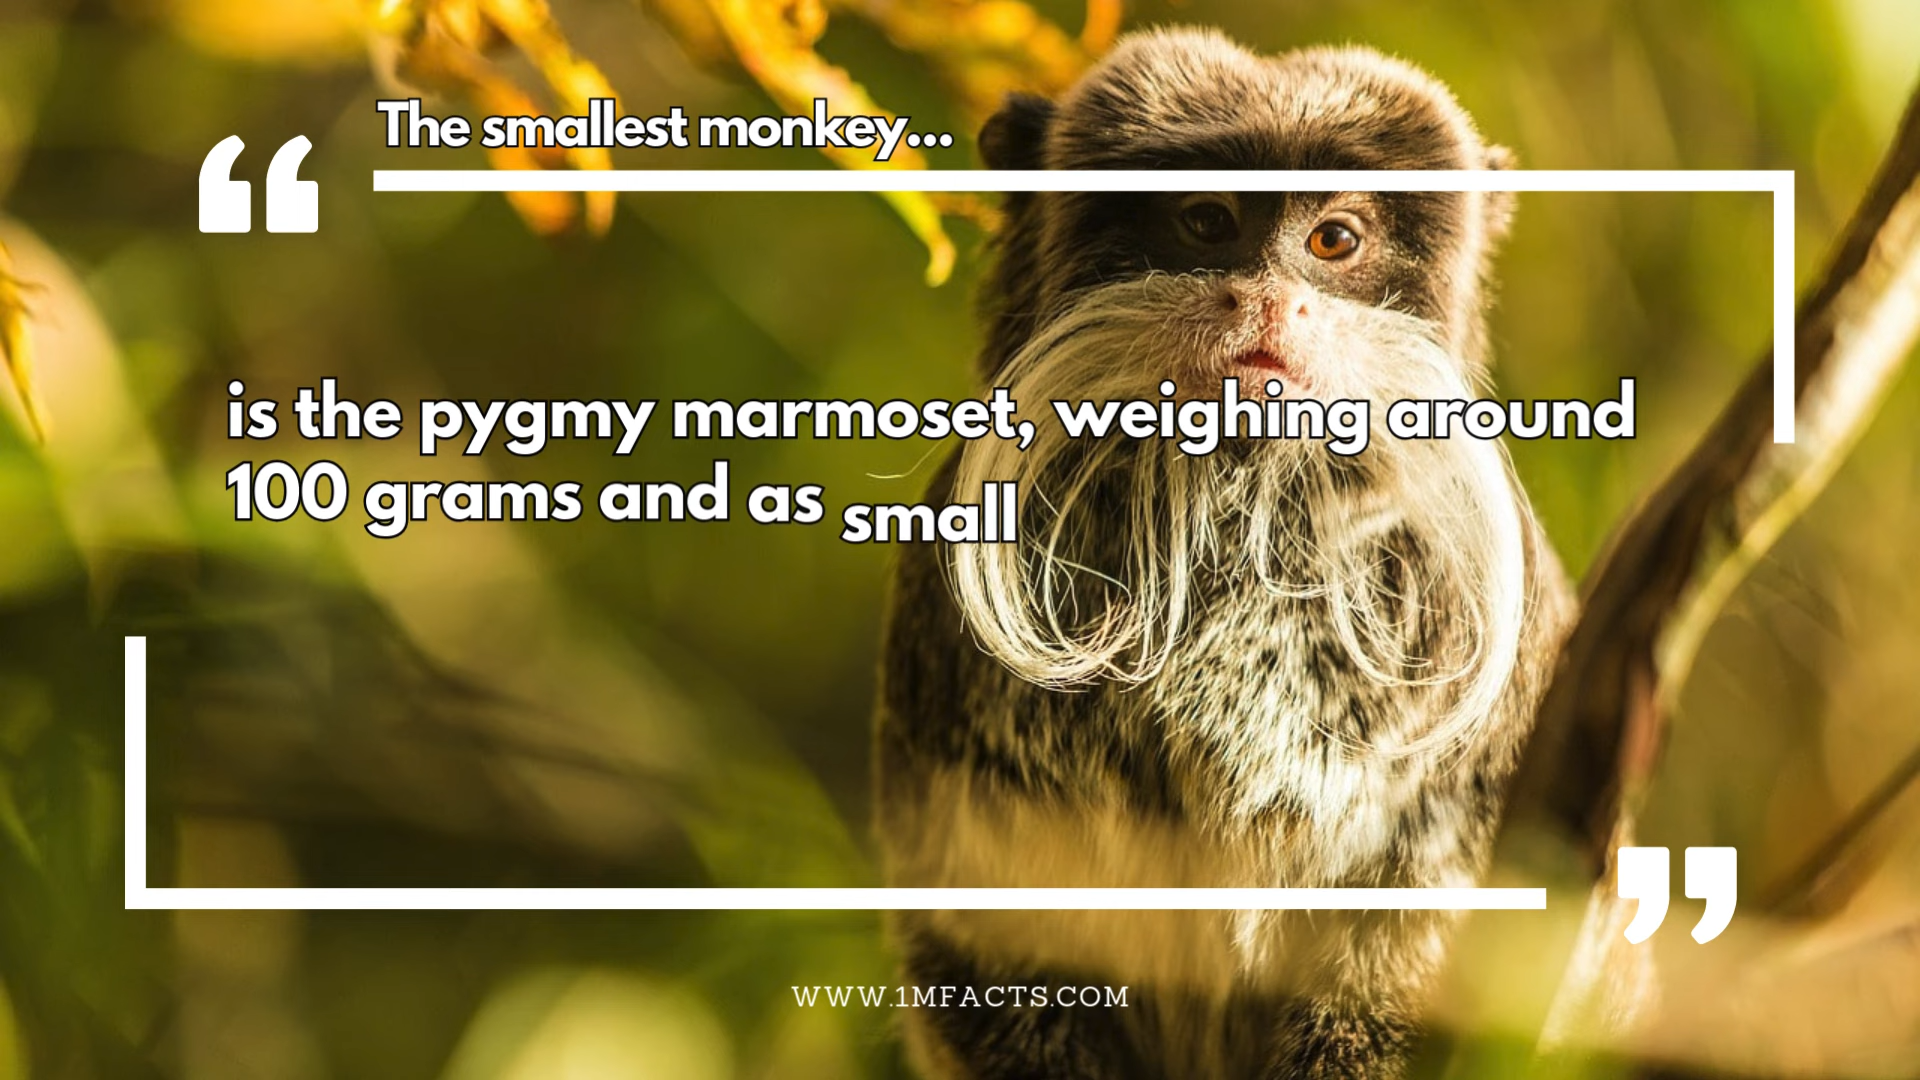 The smallest monkey...
is the pygmy marmoset, weighing around
100 grams and as small
WWW.1MFACTS.COM